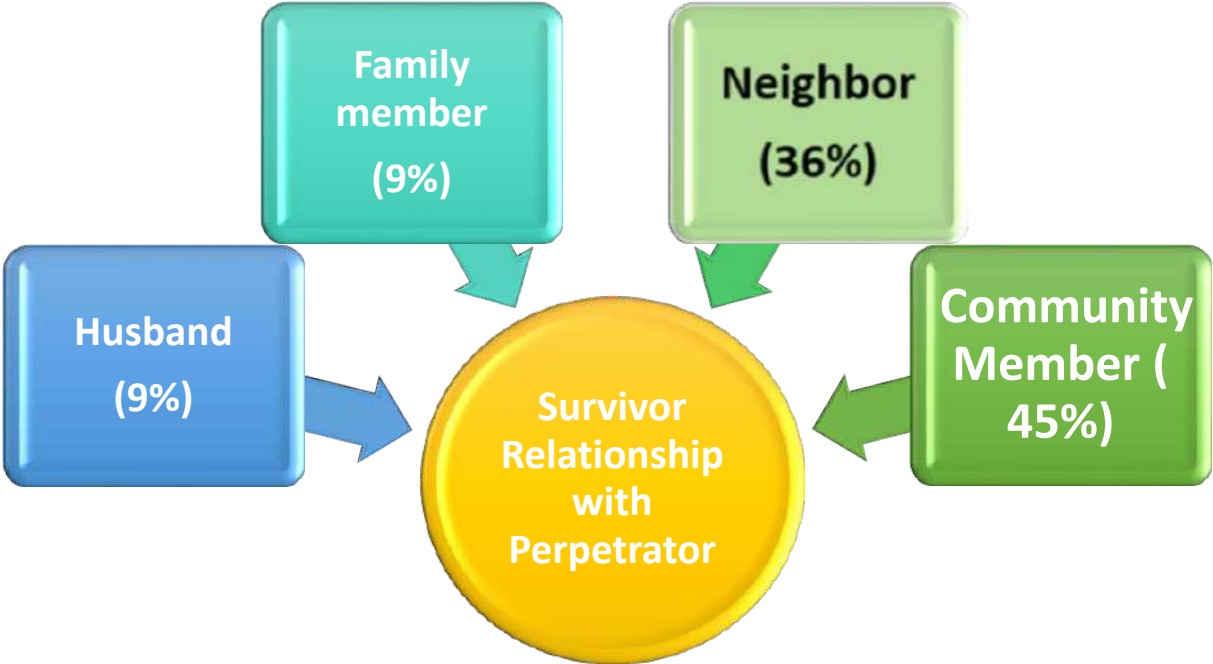 Family
member
(9%)
Neighbor
(36%)
Husband
(9%)
Community
Member (
45%)
Survivor
Relationship
with
Perpetrator